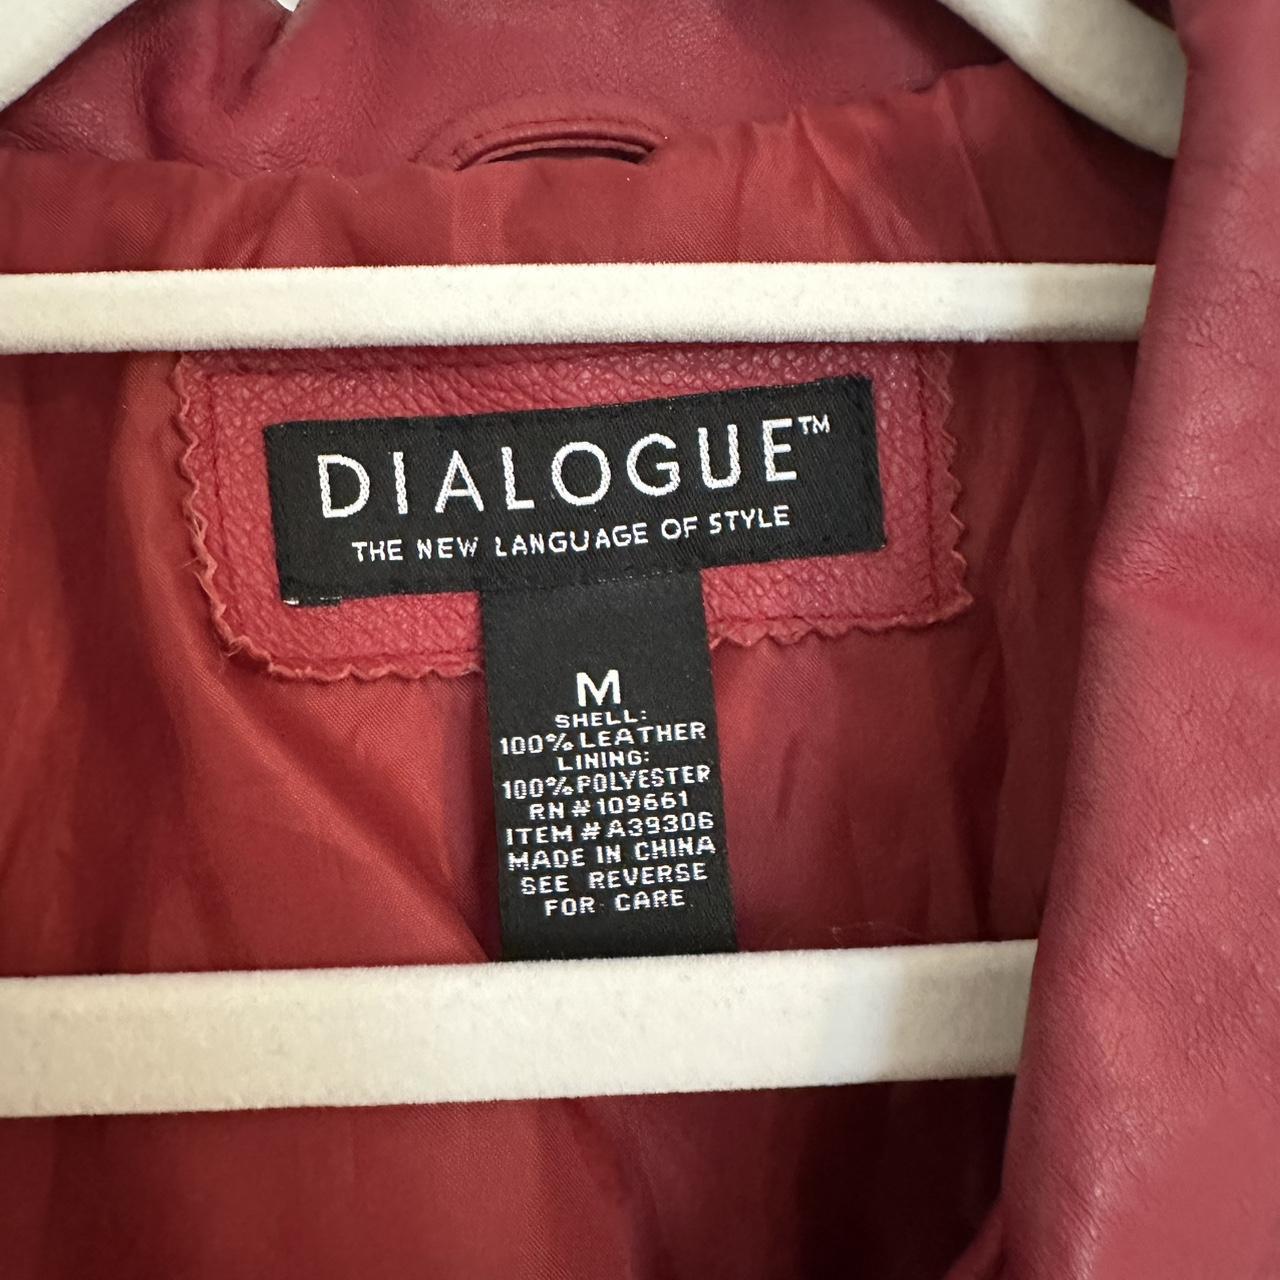 DIALOGUE™
THE NEW LANGUAGE OF STYLE
M
SHELL:
100% LEATHER
LINING:
100% POLYESTER
RN # 109661
ITEM # A39306
MADE IN CHINA
SEE REVERSE
FOR CARE